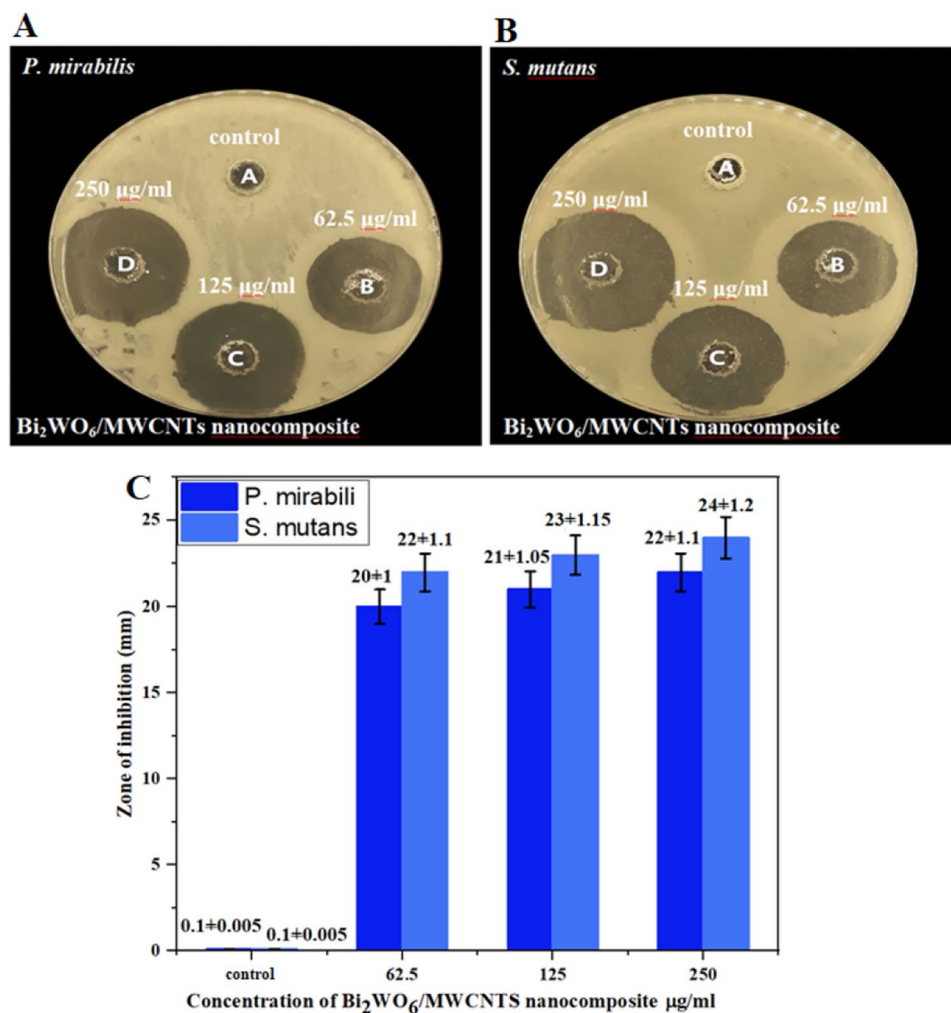 A
P. mirabilis
control
A
250 µg/ml
62.5 µg/ml
D
125 µg/ml
B
C
Bi₂WO₆/MWCNTs nanocomposite
B
S. mutans
control
A
250 µg/ml
62.5 µg/ml
D
125 µg/ml
B
C
Bi₂WO₆/MWCNTs nanocomposite
C
P. mirabili
S. mutans
Zone of inhibition (mm)
25
20
15
10
5
0
0.1±0.005
0.1±0.005
20±1
22±1.1
21±1.05
23±1.15
22±1.1
24±1.2
control
62.5
125
250
Concentration of Bi₂WO₆/MWCNTS nanocomposite µg/ml